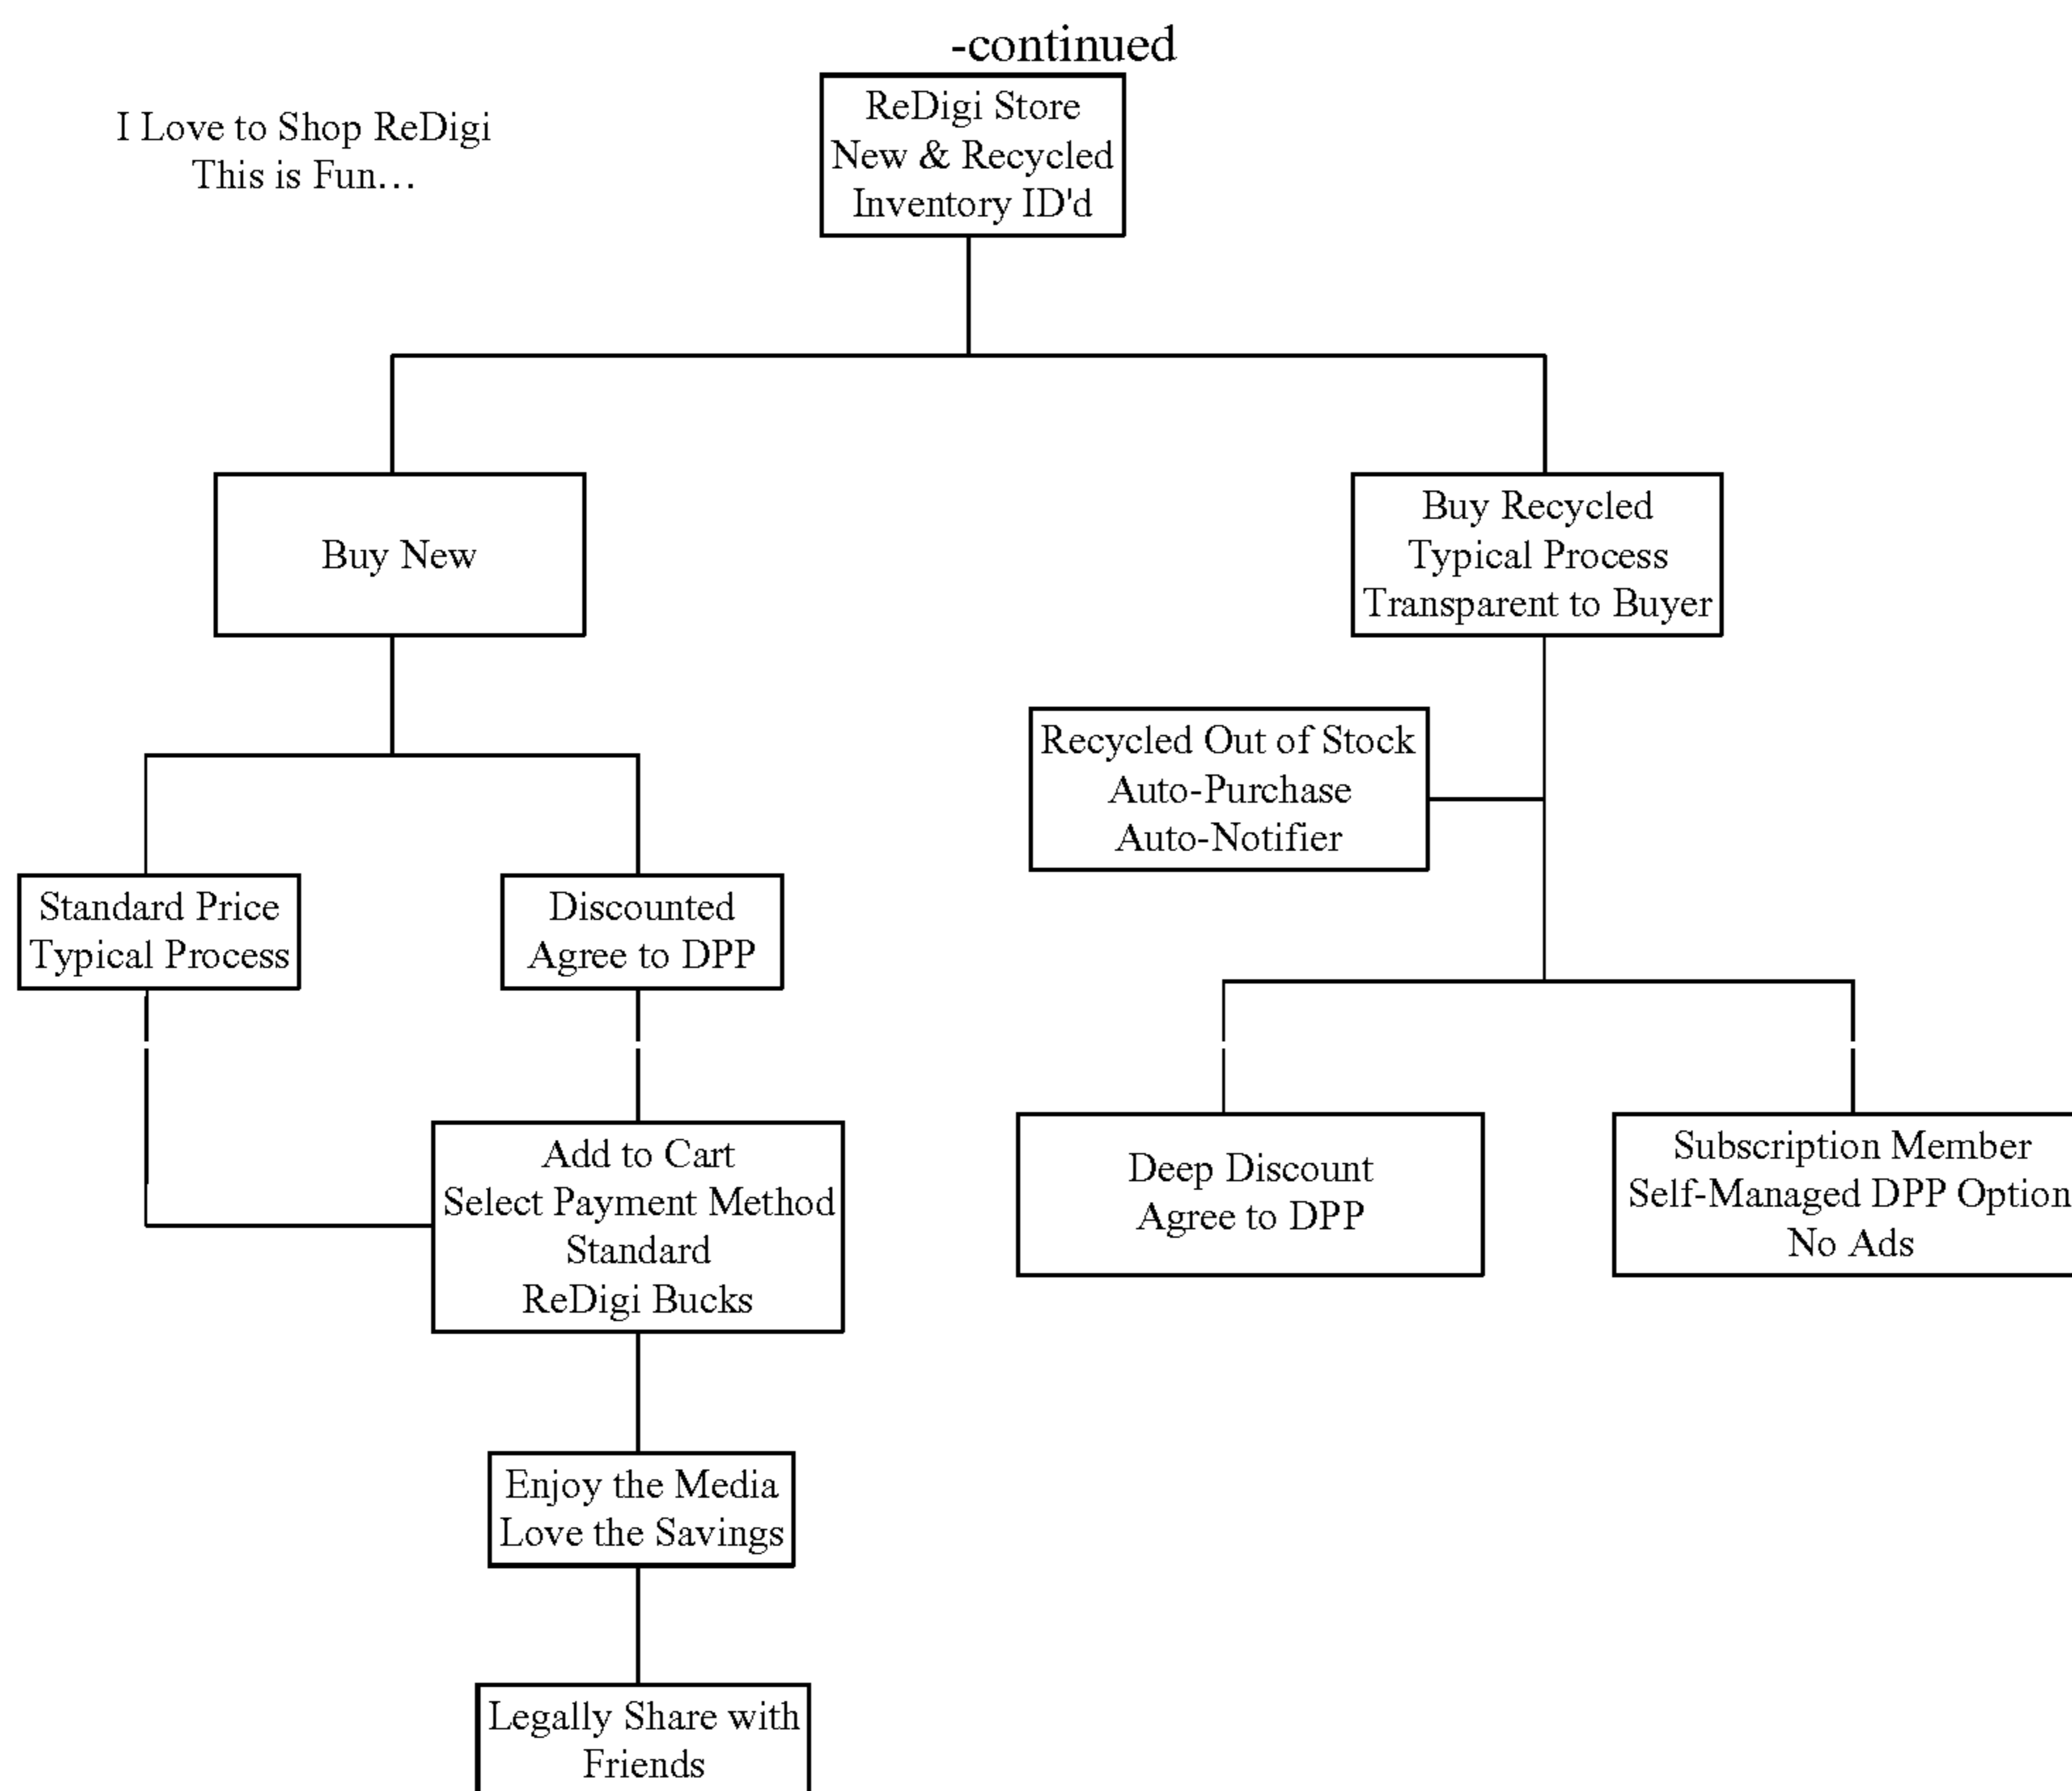 -continued
I Love to Shop ReDigi
This is Fun...
ReDigi Store
New & Recycled
Inventory ID'd
Buy New
Buy Recycled
Typical Process
Transparent to Buyer
Recycled Out of Stock
Auto-Purchase
Auto-Notifier
Standard Price
Typical Process
Discounted
Agree to DPP
Add to Cart
Select Payment Method
Standard
ReDigi Bucks
Deep Discount
Agree to DPP
Subscription Member
Self-Managed DPP Option
No Ads
Enjoy the Media
Love the Savings
Legally Share with
Friends